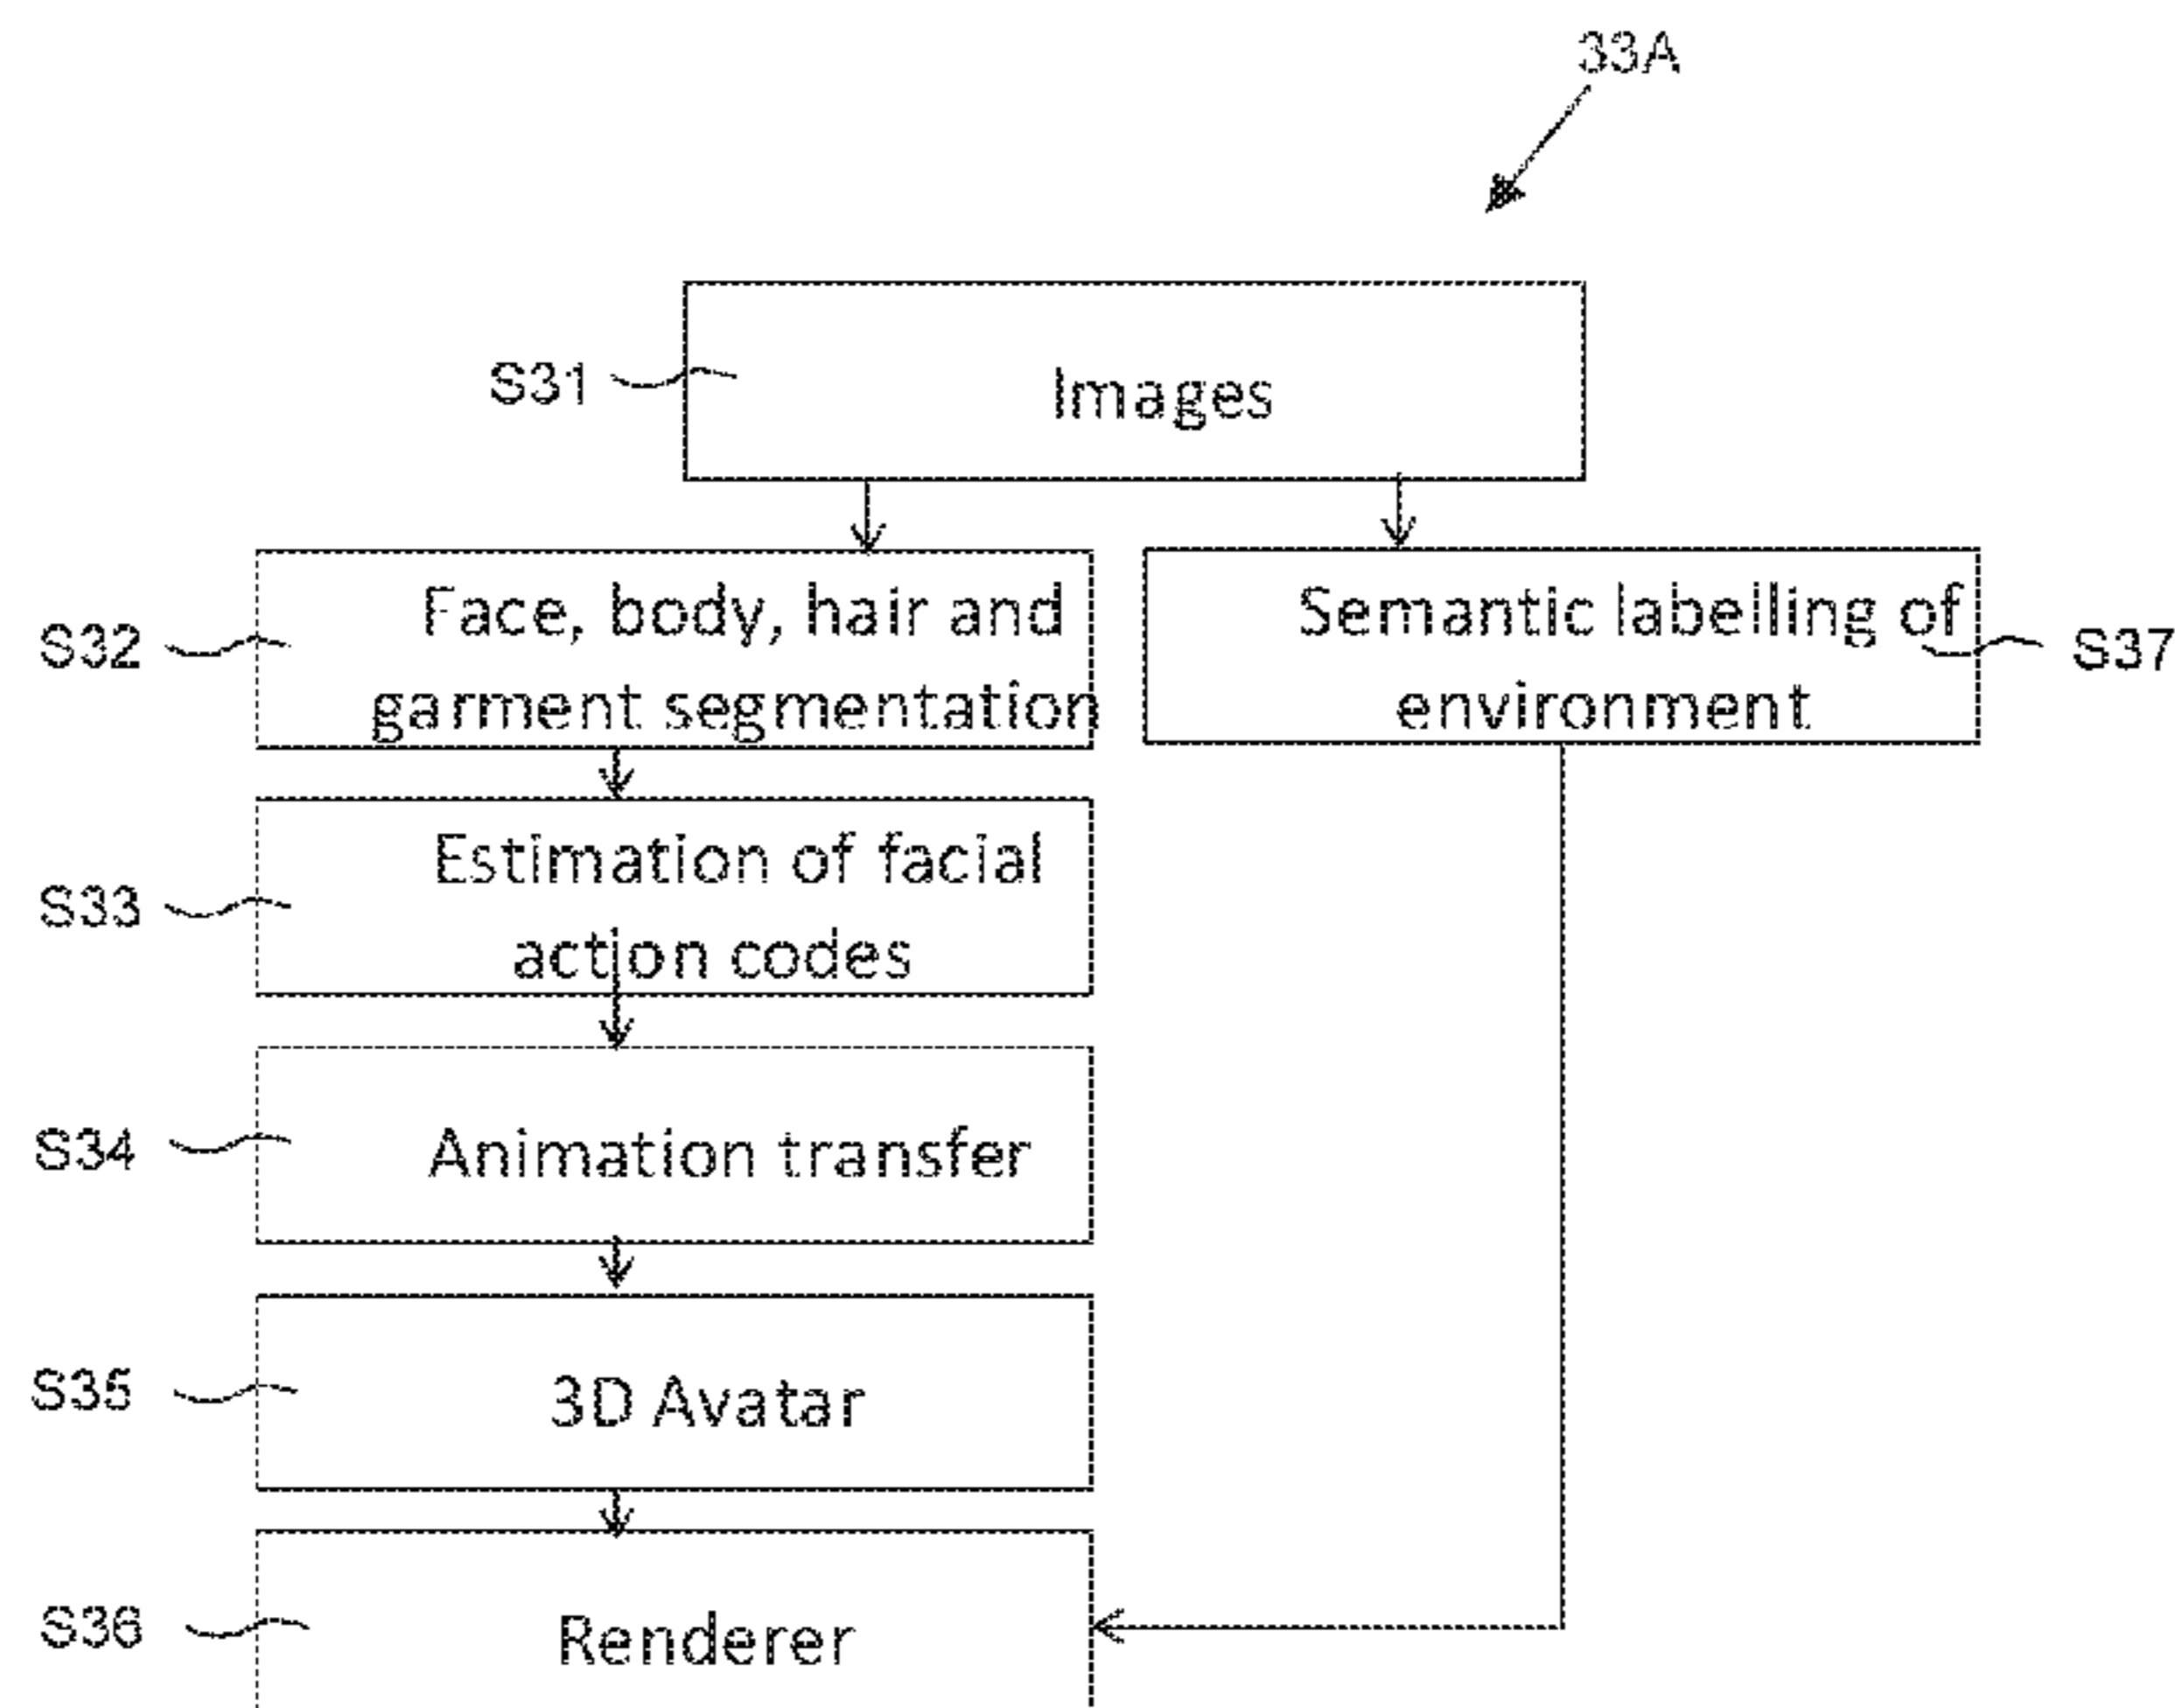 33A
S31
Images
S32
Face, body, hair and
garment segmentation
Semantic labelling of
environment
S37
S33
Estimation of facial
action codes
S34
Animation transfer
S35
3D Avatar
S36
Renderer